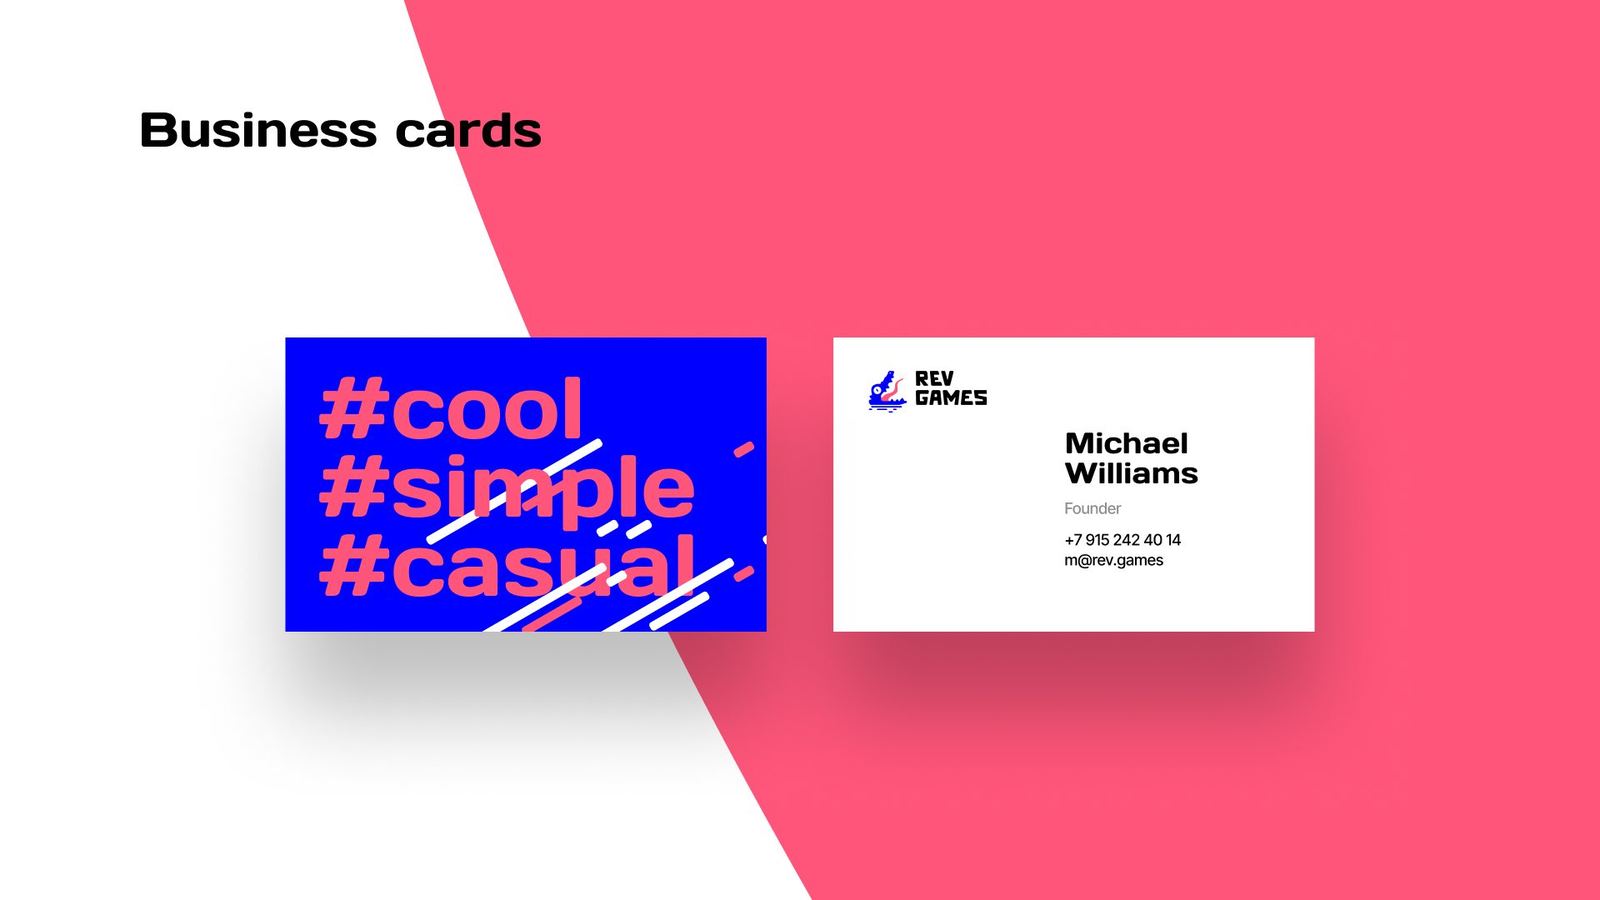 Business cards
#cool
#simple
#casual
REV
GAMES
Michael
Williams
Founder
+7 915 242 40 14
m@rev.games